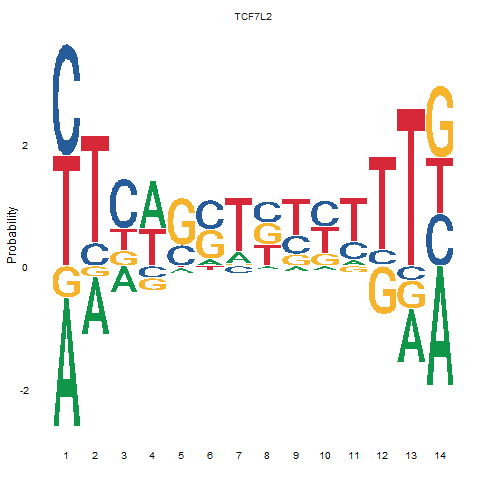 TCF7L2
Probability
2
0
-2
C T G A
T C G A
C T G A
A T C G
G C A
C G A T
T A C
C G T A
T C G A
C T G A
T C A G
T C G
T C G A
G T C A
1 2 3 4 5 6 7 8 9 10 11 12 13 14